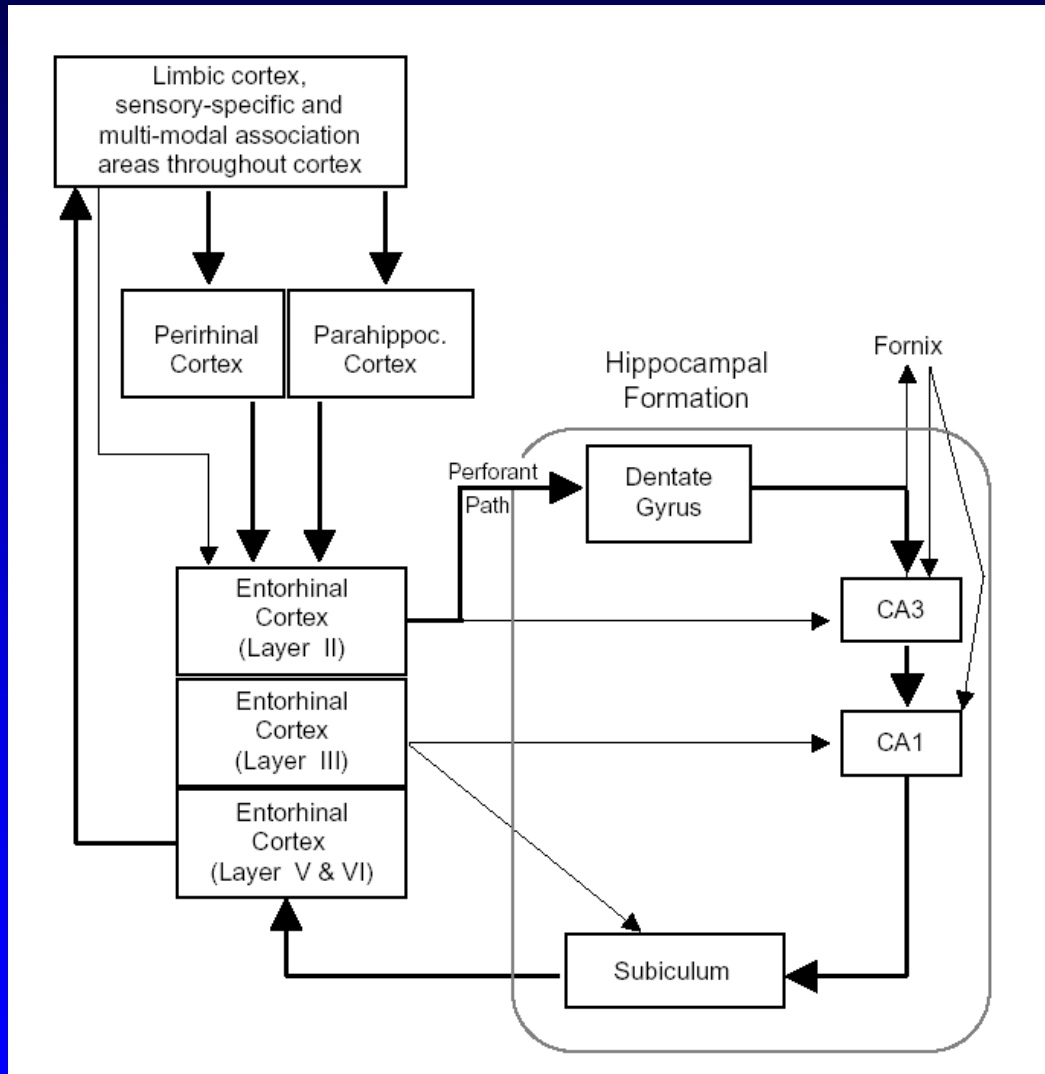 Limbic cortex,
sensory-specific and
multi-modal association
areas throughout cortex
Perirhinal
Cortex
Parahippoc.
Cortex
Hippocampal
Formation
Fornix
Perforant
Path
Dentate
Gyrus
Entorhinal
Cortex
(Layer II)
CA3
Entorhinal
Cortex
(Layer III)
CA1
Entorhinal
Cortex
(Layer V & VI)
Subiculum